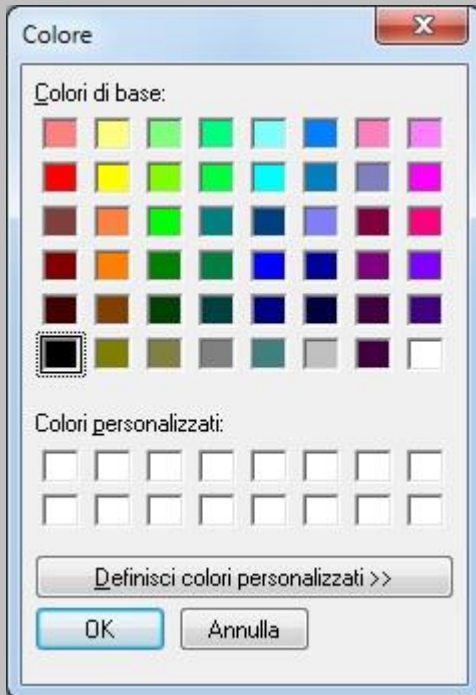 Colore
Colori di base:
Colori personalizzati:
Definisci colori personalizzati >>
OK
Annulla